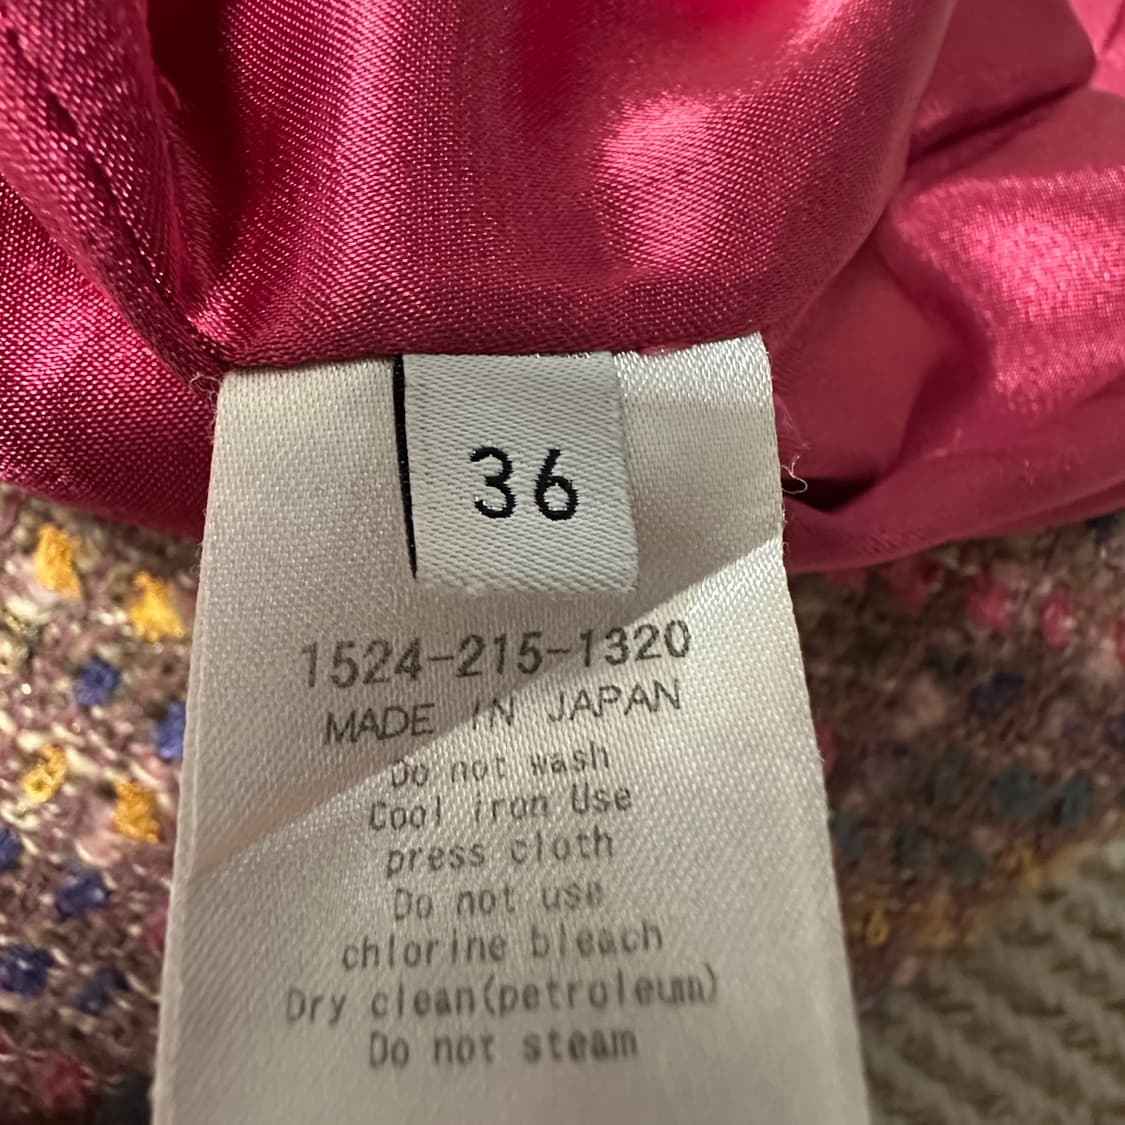 36
1524-215-1320
MADE IN JAPAN
Do not wash
Cool iron Use
press cloth
Do not use
chlorine bleach
Dry clean(petroleum)
Do not steam